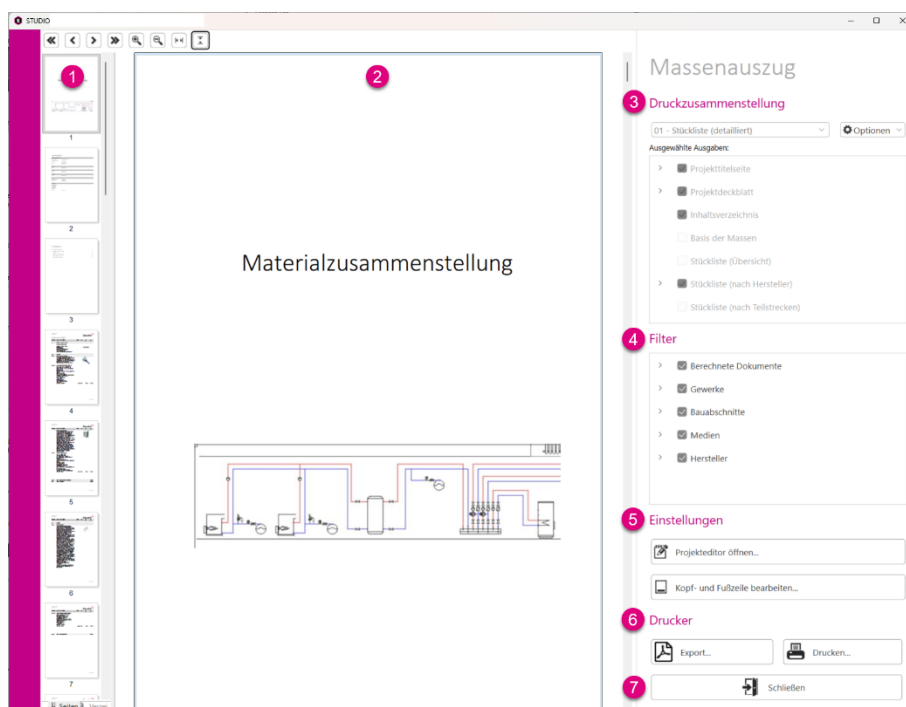 STUDIO
1
1
2
3
4
5
6
7
Seiten
2
Materialzusammenstellung
Massenauszug
3 Druckzusammenstellung
01 - Stückliste (detailliert)
Optionen
Ausgewählte Ausgaben:
Projekttitelseite
Projektdeckblatt
Inhaltsverzeichnis
Basis der Massen
Stückliste (Übersicht)
Stückliste (nach Hersteller)
Stückliste (nach Teilstrecken)
4 Filter
Berechnete Dokumente
Gewerke
Bauabschnitte
Medien
Hersteller
5 Einstellungen
Projekteditor öffnen...
Kopf- und Fußzeile bearbeiten...
6 Drucker
Export...
Drucken...
7 Schließen